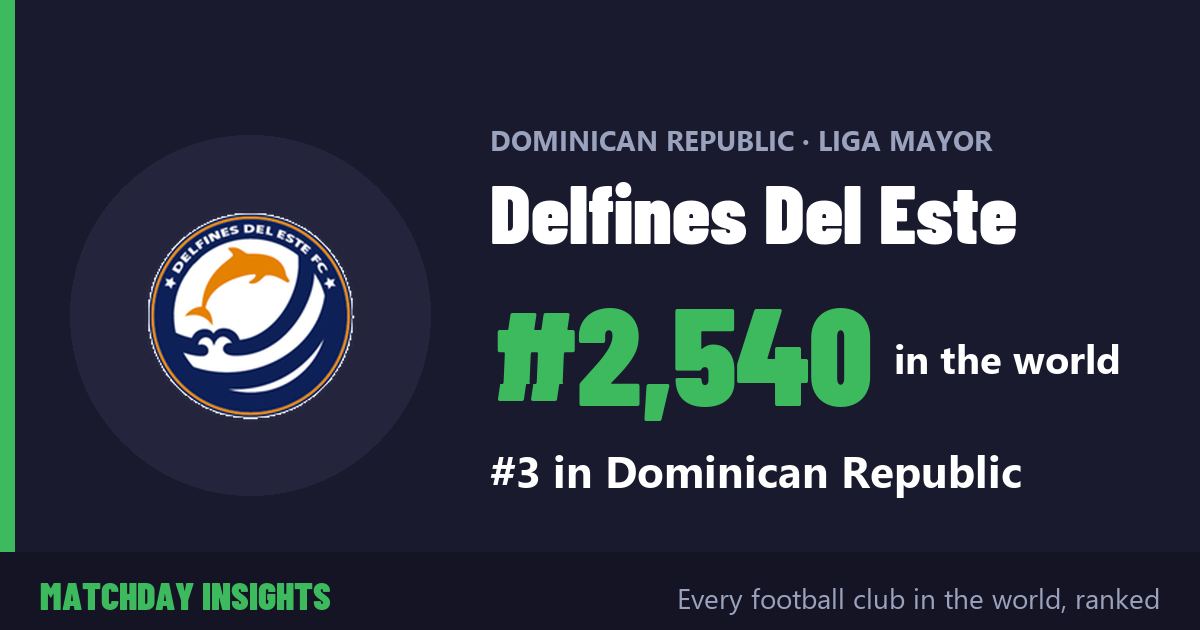 DOMINICAN REPUBLIC · LIGA MAYOR
Delfines Del Este
DELFINES DEL ESTE FC
#2,540 in the world
#3 in Dominican Republic
MATCHDAY INSIGHTS
Every football club in the world, ranked